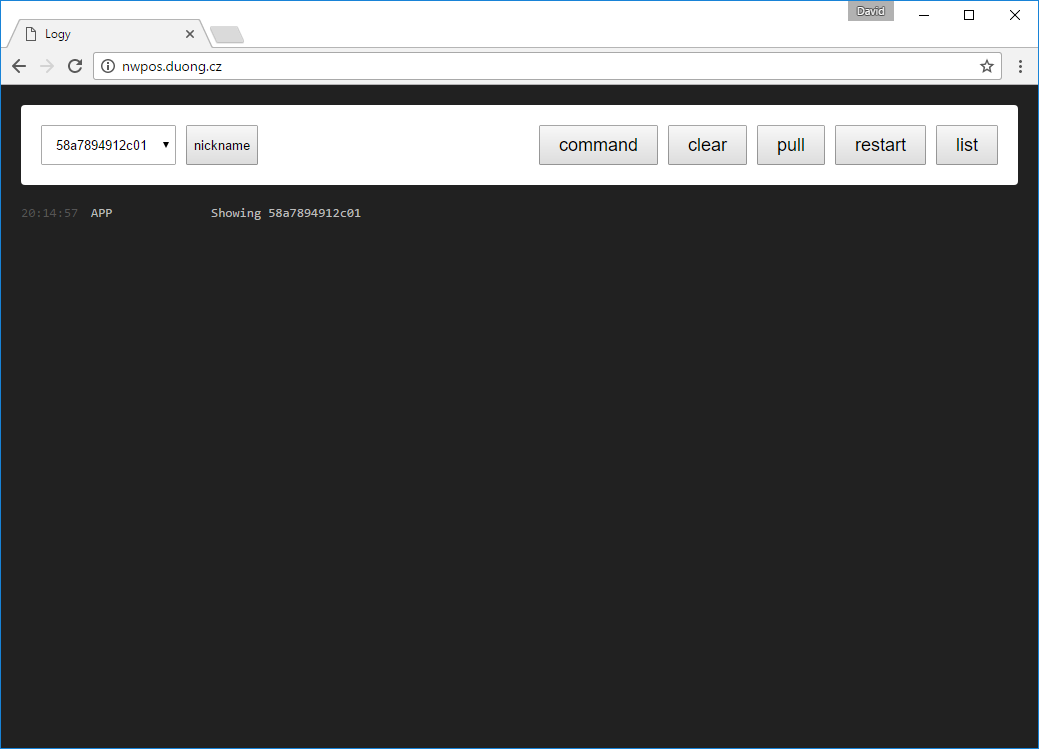 David
Logy
nwpos.duong.cz
58a7894912c01 nickname command clear pull restart list
20:14:57 APP Showing 58a7894912c01